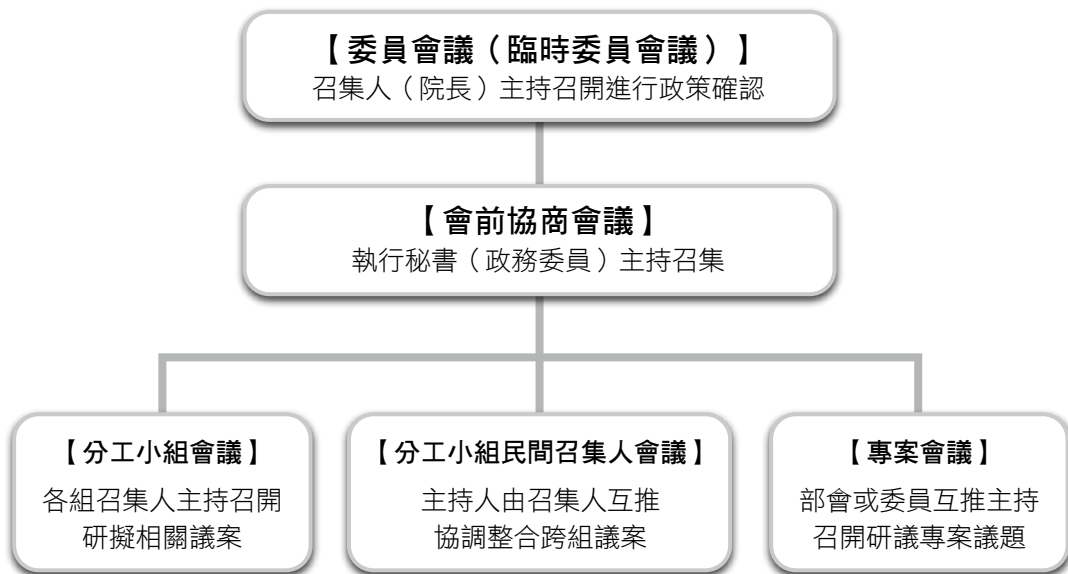 【委員會議（臨時委員會議）】
召集人（院長）主持召開進行政策確認
【會前協商會議】
執行秘書（政務委員）主持召集
【分工小組會議】
各組召集人主持召開
研擬相關議案
【分工小組民間召集人會議】
主持人由召集人互推
協調整合跨組議案
【專案會議】
部會或委員互推主持
召開研議專案議題